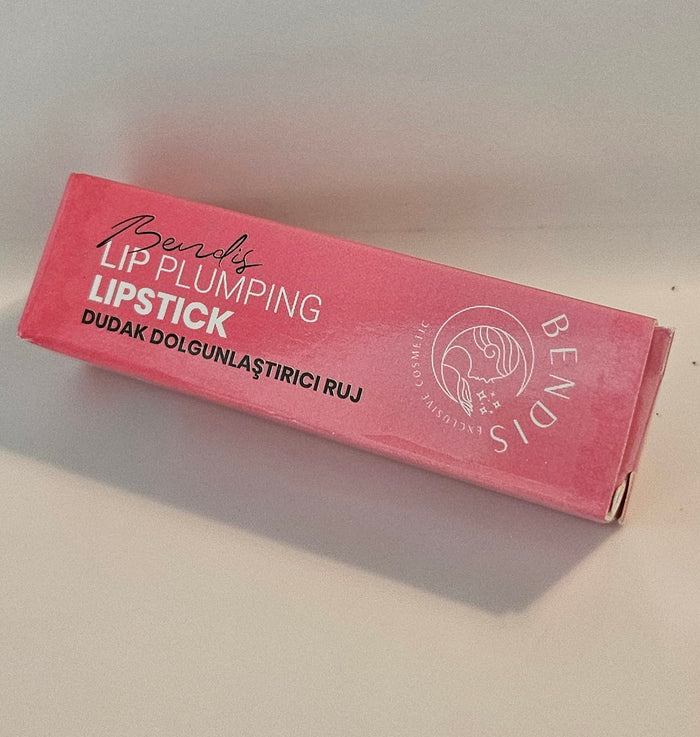 Bendis
LIP PLUMPING
LIPSTICK
DUDAK DOLGUNLAŞTIRICI RUJ
BENDIS
EXCLUSIVE COSMETIC